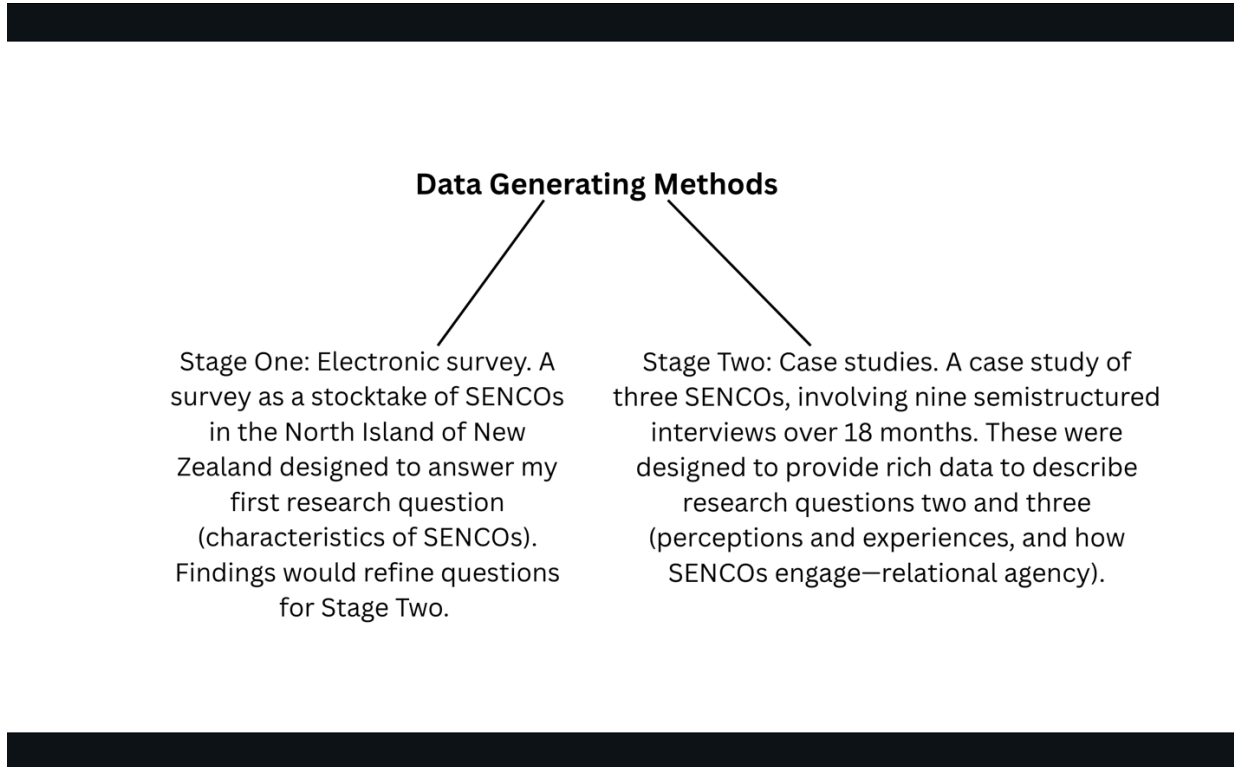 Data Generating Methods
Stage One: Electronic survey. A
survey as a stocktake of SENCOs
in the North Island of New
Zealand designed to answer my
first research question
(characteristics of SENCOs).
Findings would refine questions
for Stage Two.
Stage Two: Case studies. A case study of
three SENCOs, involving nine semistructured
interviews over 18 months. These were
designed to provide rich data to describe
research questions two and three
(perceptions and experiences, and how
SENCOs engage—relational agency).